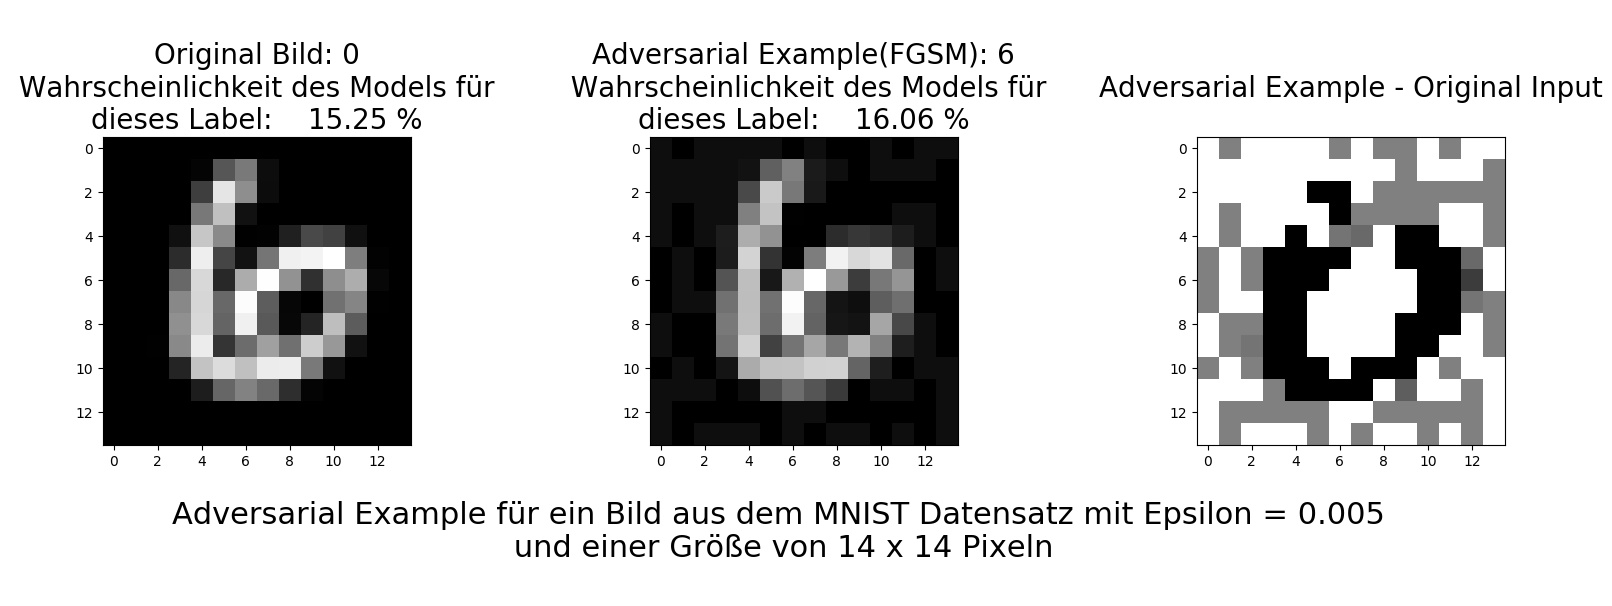 Original Bild: 0
Wahrscheinlichkeit des Models für
dieses Label: 15.25 %
0
2
4
6
8
10
12
0 2 4 6 8 10 12
Adversarial Example(FGSM): 6
Wahrscheinlichkeit des Models für
dieses Label: 16.06 %
0
2
4
6
8
10
12
0 2 4 6 8 10 12
Adversarial Example - Original Input
0
2
4
6
8
10
12
0 2 4 6 8 10 12
Adversarial Example für ein Bild aus dem MNIST Datensatz mit Epsilon = 0.005
und einer Größe von 14 x 14 Pixeln